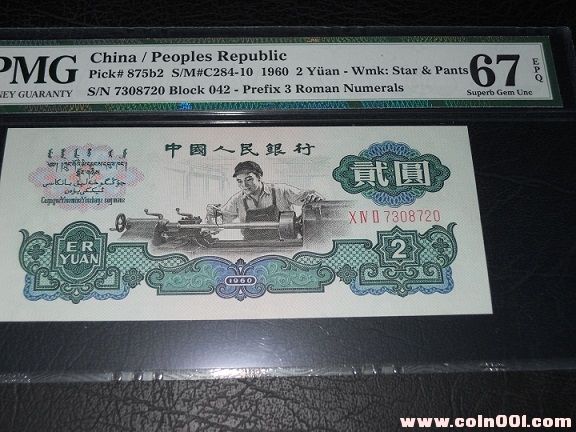 PMG
NEY GUARANTY
China / Peoples Republic
Pick# 875b2 S/M#C284-10 1960 2 Yüan - Wmk: Star & Pants
S/N 7308720 Block 042 - Prefix 3 Roman Numerals
67
EPQ
Superb Gem Unc
中國人民銀行
貳圓
X IV II 7308720
ER
YUAN
2
1960
www.coin001.com